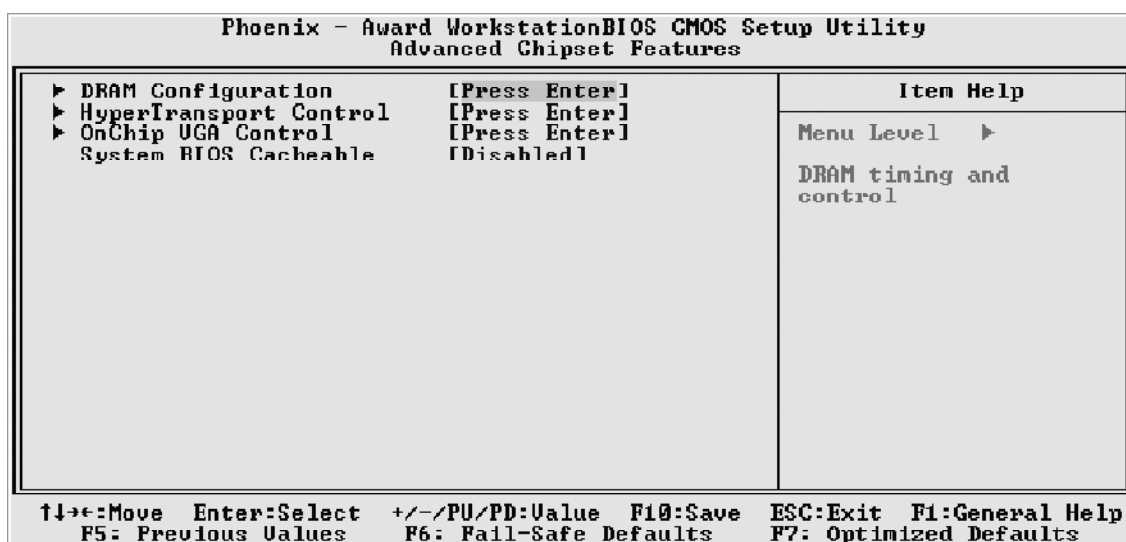 Phoenix - Award WorkstationBIOS CMOS Setup Utility
Advanced Chipset Features
▶ DRAM Configuration [Press Enter]
▶ HyperTransport Control [Press Enter]
▶ OnChip VGA Control [Press Enter]
System BIOS Cacheable [Disabled]
Item Help
Menu Level ▶
DRAM timing and
control
↑↓→←:Move Enter:Select +/-/PU/PD:Value F10:Save ESC:Exit F1:General Help
F5: Previous Values F6: Fail-Safe Defaults F7: Optimized Defaults